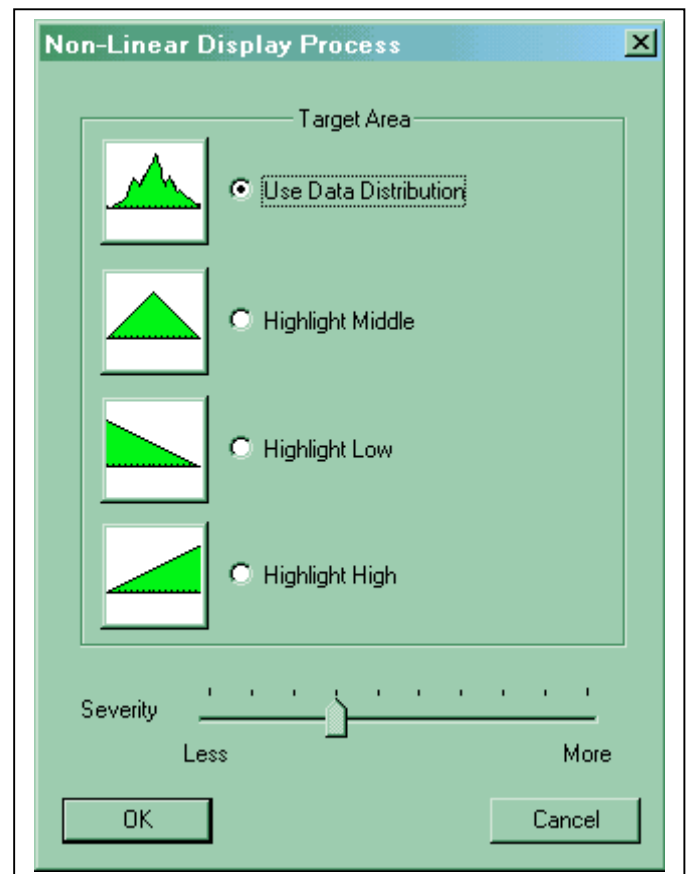 Non-Linear Display Process
Target Area
Use Data Distribution
Highlight Middle
Highlight Low
Highlight High
Severity
Less More
OK Cancel